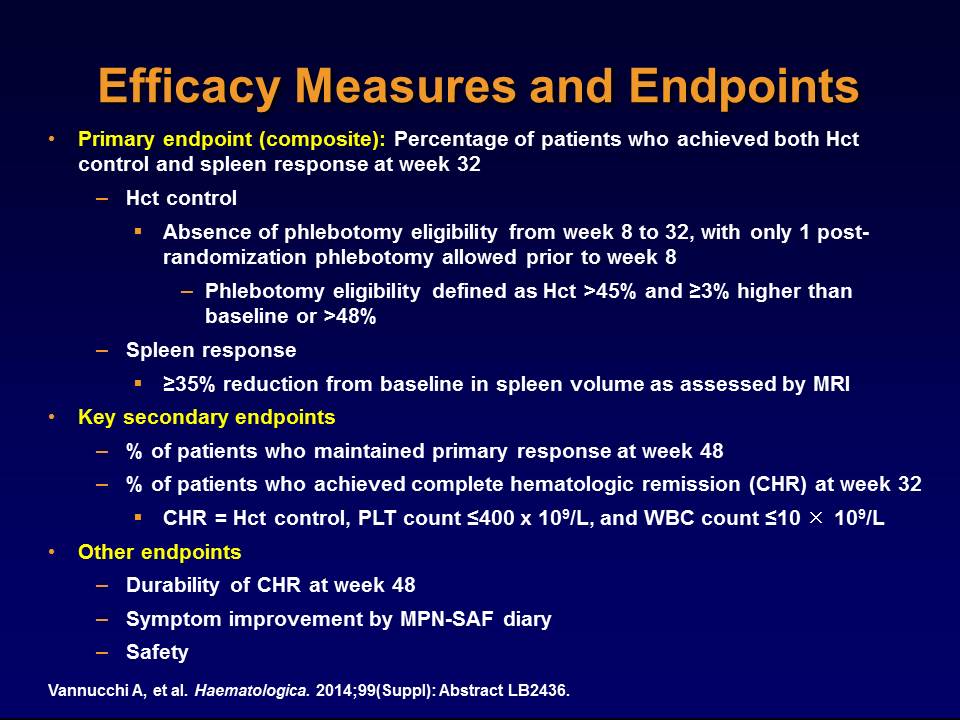 Efficacy Measures and Endpoints
• Primary endpoint (composite): Percentage of patients who achieved both Hct
control and spleen response at week 32
– Hct control
▪ Absence of phlebotomy eligibility from week 8 to 32, with only 1 post-
randomization phlebotomy allowed prior to week 8
– Phlebotomy eligibility defined as Hct >45% and ≥3% higher than
baseline or >48%
– Spleen response
▪ ≥35% reduction from baseline in spleen volume as assessed by MRI
• Key secondary endpoints
– % of patients who maintained primary response at week 48
– % of patients who achieved complete hematologic remission (CHR) at week 32
▪ CHR = Hct control, PLT count ≤400 x 10⁹/L, and WBC count ≤10 × 10⁹/L
• Other endpoints
– Durability of CHR at week 48
– Symptom improvement by MPN-SAF diary
– Safety
Vannucchi A, et al. Haematologica. 2014;99(Suppl): Abstract LB2436.